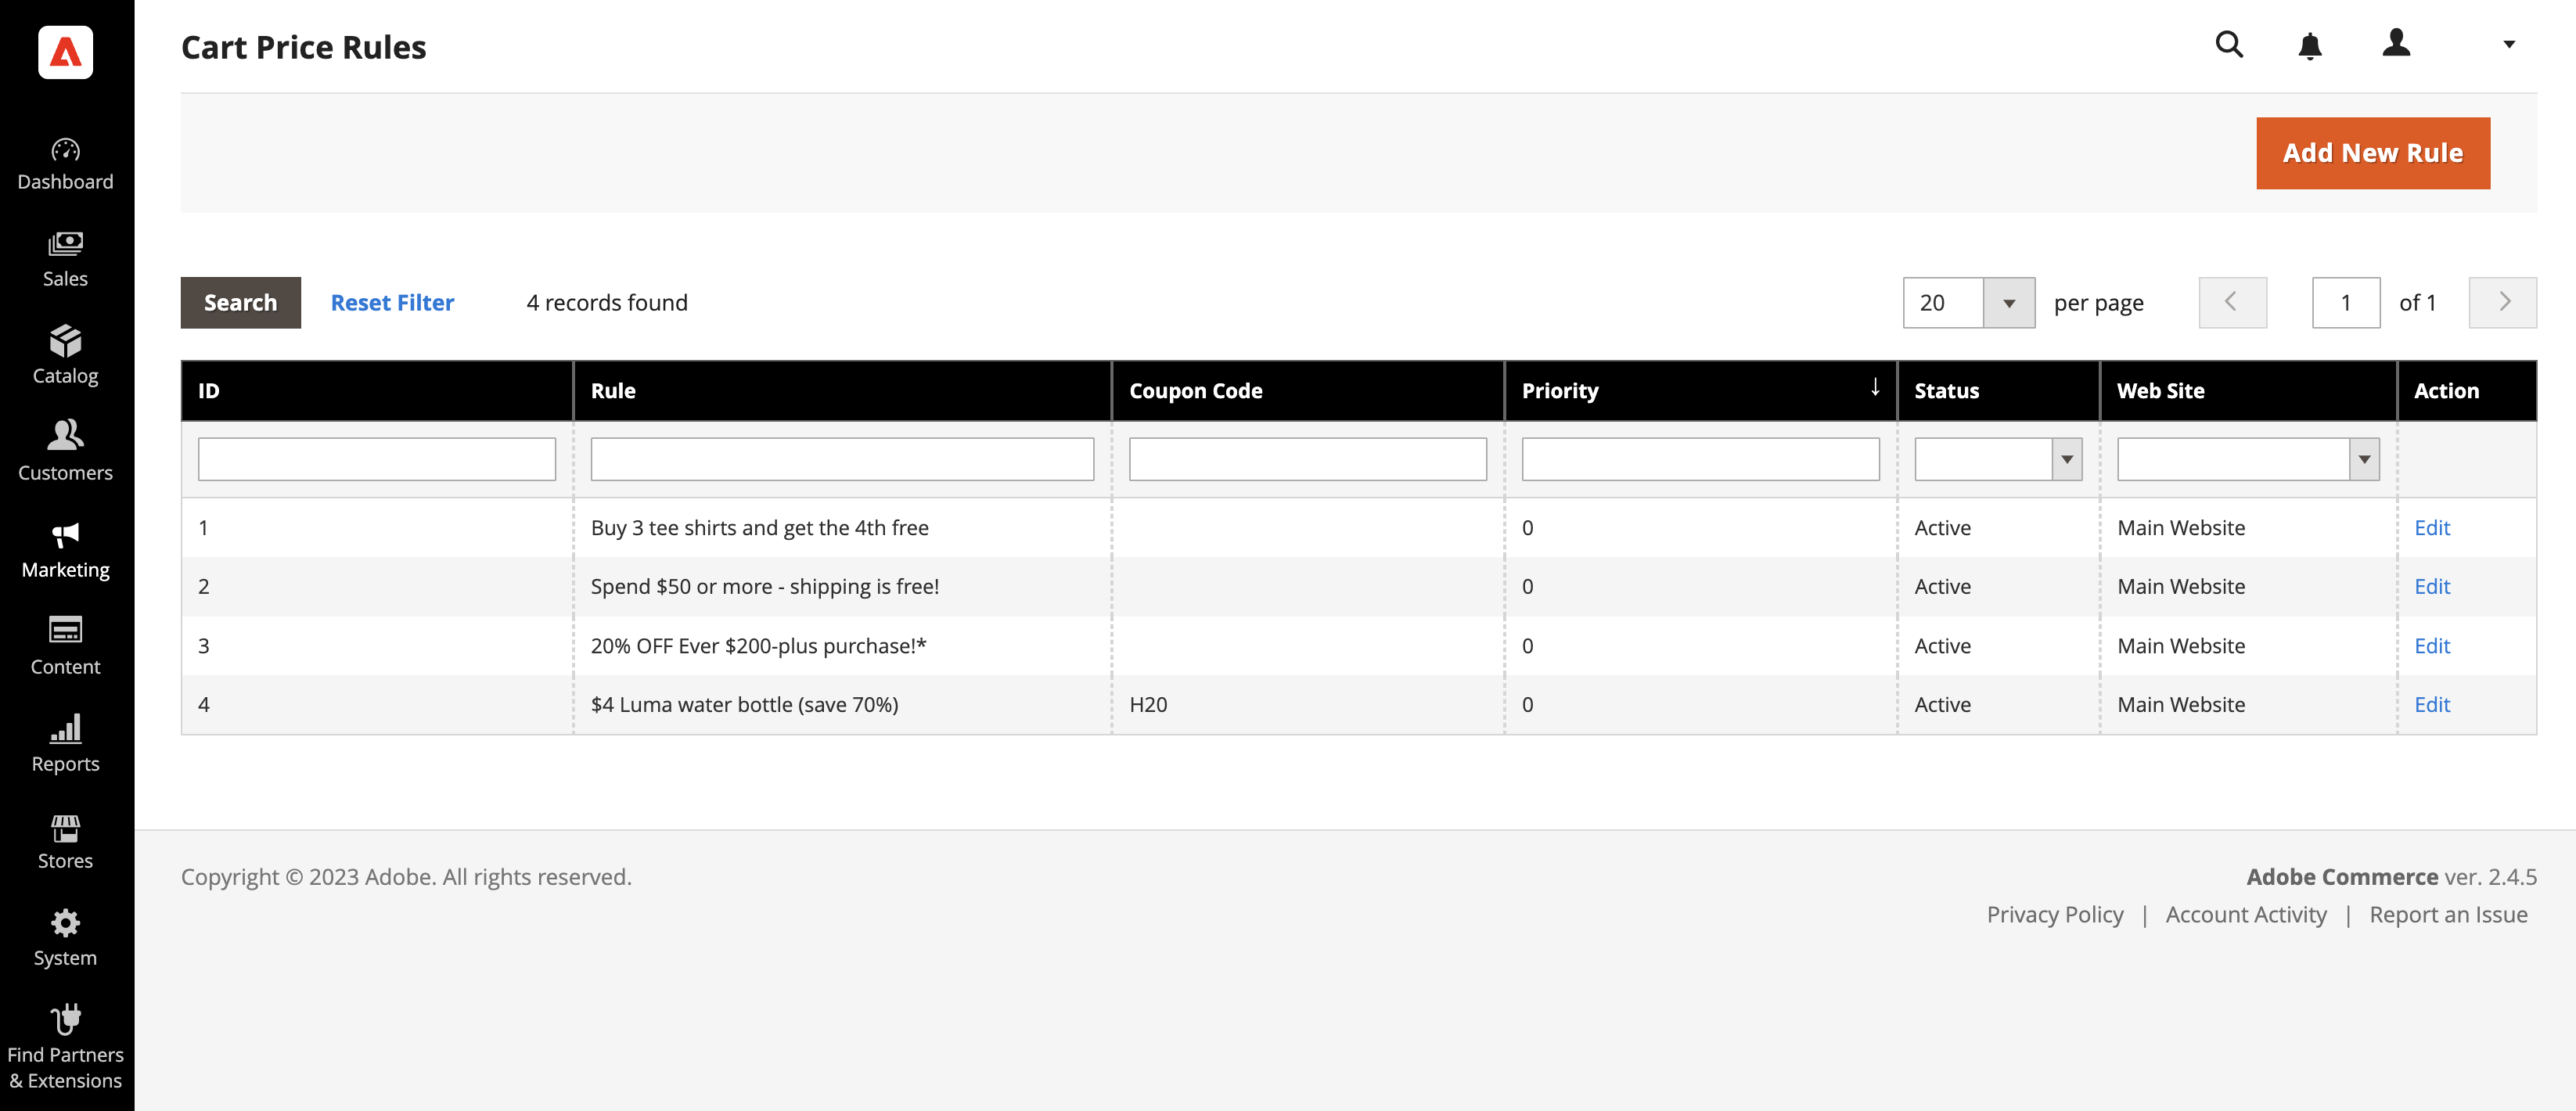 Cart Price Rules
Dashboard
Sales
Catalog
Customers
Marketing
Content
Reports
Stores
System
Find Partners
& Extensions
Add New Rule
Search Reset Filter 4 records found 20 per page 1 of 1
ID Rule Coupon Code Priority Status Web Site Action
1 Buy 3 tee shirts and get the 4th free 0 Active Main Website Edit
2 Spend $50 or more - shipping is free! 0 Active Main Website Edit
3 20% OFF Ever $200-plus purchase!* 0 Active Main Website Edit
4 $4 Luma water bottle (save 70%) H20 0 Active Main Website Edit
Copyright © 2023 Adobe. All rights reserved.
Adobe Commerce ver. 2.4.5
Privacy Policy | Account Activity | Report an Issue